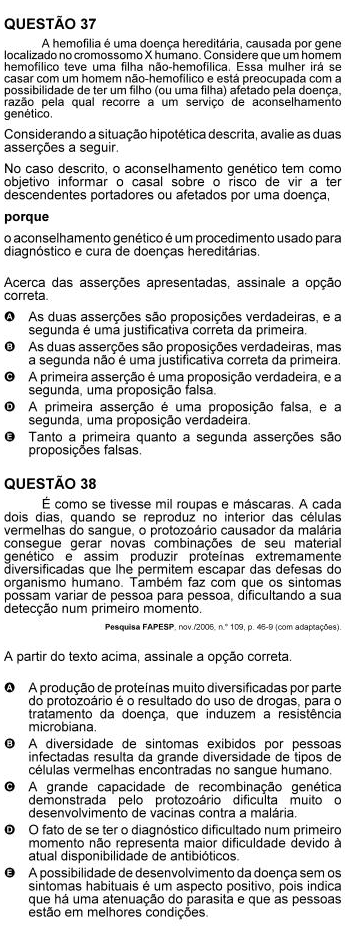 QUESTÃO 37
A hemofilia é uma doença hereditária, causada por gene
localizado no cromossomo X humano. Considere que um homem
hemofílico teve uma filha não-hemofílica. Essa mulher irá se
casar com um homem não-hemofílico e está preocupada com a
possibilidade de ter um filho (ou uma filha) afetado pela doença,
razão pela qual recorre a um serviço de aconselhamento
genético.
Considerando a situação hipotética descrita, avalie as duas
asserções a seguir.
No caso descrito, o aconselhamento genético tem como
objetivo informar o casal sobre o risco de vir a ter
descendentes portadores ou afetados por uma doença,
porque
o aconselhamento genético é um procedimento usado para
diagnóstico e cura de doenças hereditárias.
Acerca das asserções apresentadas, assinale a opção
correta.
A As duas asserções são proposições verdadeiras, e a
segunda é uma justificativa correta da primeira.
B As duas asserções são proposições verdadeiras, mas
a segunda não é uma justificativa correta da primeira.
C A primeira asserção é uma proposição verdadeira, e a
segunda, uma proposição falsa.
D A primeira asserção é uma proposição falsa, e a
segunda, uma proposição verdadeira.
E Tanto a primeira quanto a segunda asserções são
proposições falsas.
QUESTÃO 38
É como se tivesse mil roupas e máscaras. A cada
dois dias, quando se reproduz no interior das células
vermelhas do sangue, o protozoário causador da malária
consegue gerar novas combinações de seu material
genético e assim produzir proteínas extremamente
diversificadas que lhe permitem escapar das defesas do
organismo humano. Também faz com que os sintomas
possam variar de pessoa para pessoa, dificultando a sua
detecção num primeiro momento.
Pesquisa FAPESP, nov./2005, n.º 109, p. 46-9 (com adaptações).
A partir do texto acima, assinale a opção correta.
A A produção de proteínas muito diversificadas por parte
do protozoário é o resultado do uso de drogas, para o
tratamento da doença, que induzem a resistência
microbiana.
B A diversidade de sintomas exibidos por pessoas
infectadas resulta da grande diversidade de tipos de
células vermelhas encontradas no sangue humano.
C A grande capacidade de recombinação genética
demonstrada pelo protozoário dificulta muito o
desenvolvimento de vacinas contra a malária.
D O fato de se ter o diagnóstico dificultado num primeiro
momento não representa maior dificuldade devido à
atual disponibilidade de antibióticos.
E A possibilidade de desenvolvimento da doença sem os
sintomas habituais é um aspecto positivo, pois indica
que há uma atenuação do parasita e que as pessoas
estão em melhores condições.